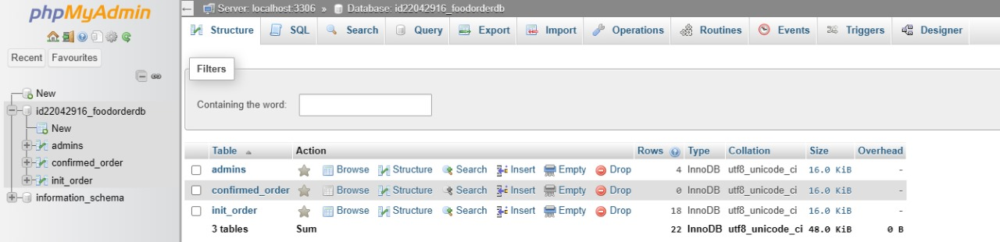 phpMyAdmin
Recent Favourites
New
id22042916_foodorderdb
New
admins
confirmed_order
init_order
information_schema
Server: localhost:3306 » Database: id22042916_foodorderdb
Structure SQL Search Query Export Import Operations Routines Events Triggers Designer
Filters
Containing the word:
Table Action Rows Type Collation Size Overhead
admins Browse Structure Search Insert Empty Drop 4 InnoDB utf8_unicode_ci 16.0 KiB -
confirmed_order Browse Structure Search Insert Empty Drop 0 InnoDB utf8_unicode_ci 16.0 KiB -
init_order Browse Structure Search Insert Empty Drop 18 InnoDB utf8_unicode_ci 16.0 KiB -
3 tables Sum 22 InnoDB utf8_unicode_ci 48.0 KiB 0 B